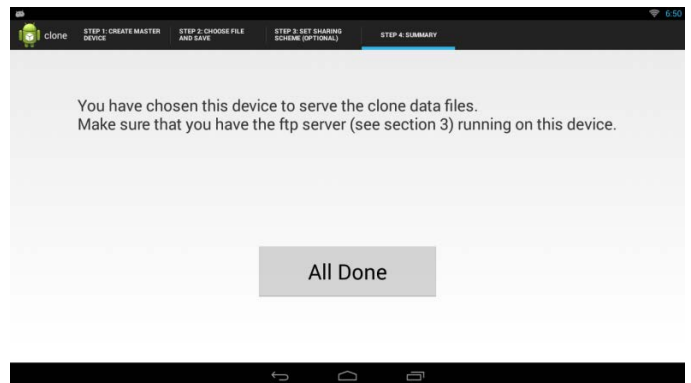 6:50
clone
STEP 1: CREATE MASTER
DEVICE
STEP 2: CHOOSE FILE
AND SAVE
STEP 3: SET SHARING
SCHEME (OPTIONAL)
STEP 4: SUMMARY
You have chosen this device to serve the clone data files.
Make sure that you have the ftp server (see section 3) running on this device.
All Done